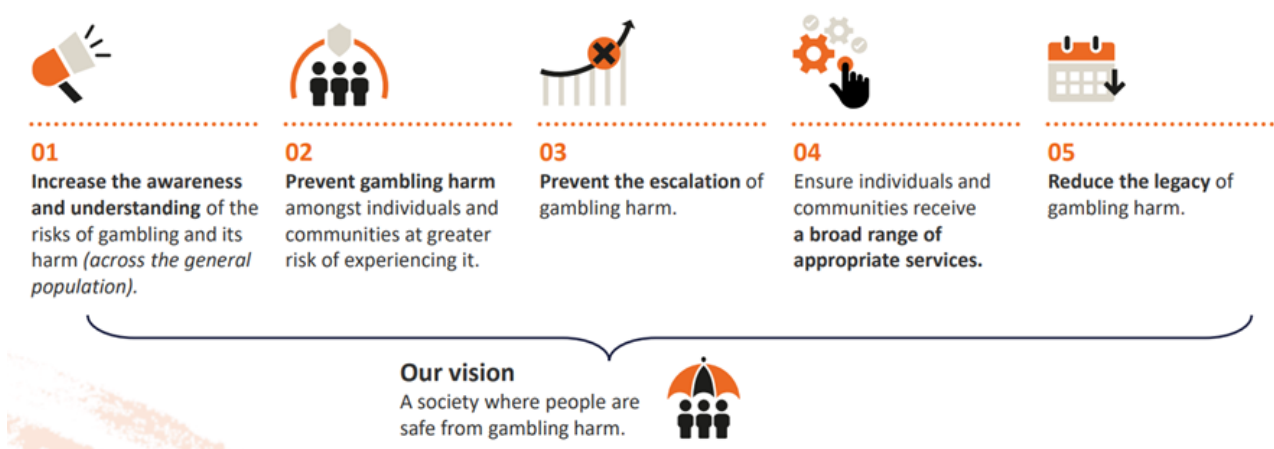 01
Increase the awareness
and understanding of the
risks of gambling and its
harm (across the general
population).
02
Prevent gambling harm
amongst individuals and
communities at greater
risk of experiencing it.
03
Prevent the escalation of
gambling harm.
04
Ensure individuals and
communities receive
a broad range of
appropriate services.
05
Reduce the legacy of
gambling harm.
Our vision
A society where people are
safe from gambling harm.